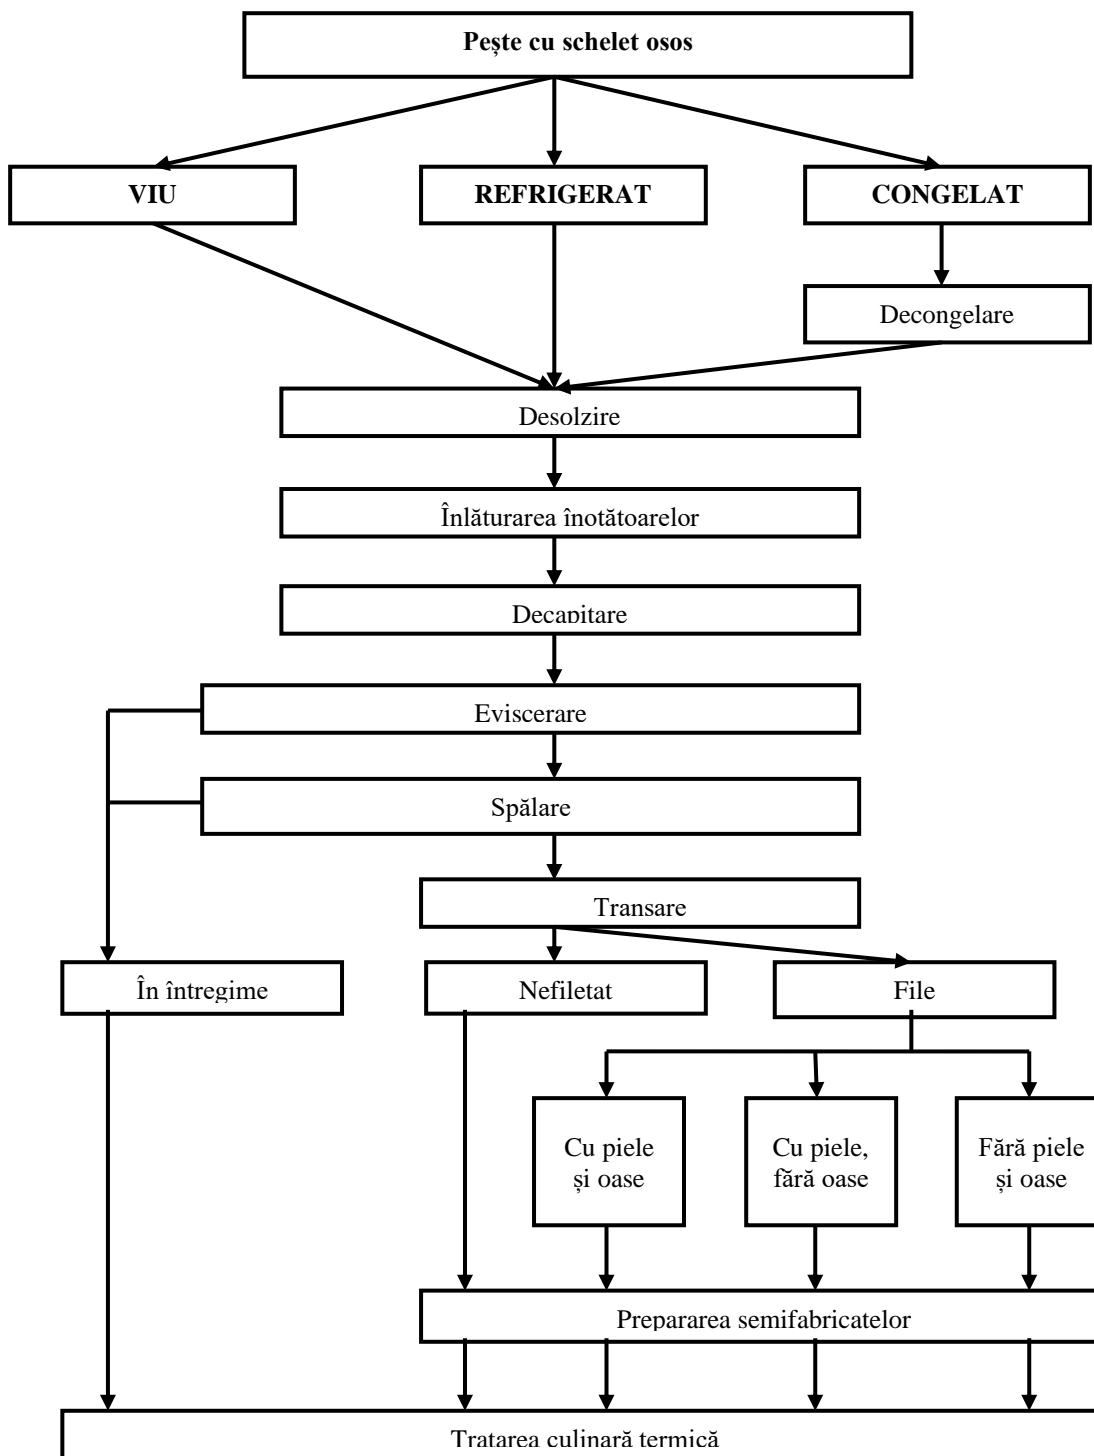 Pește cu schelet osos
VIU
REFRIGERAT
CONGELAT
Decongelare
Desolzire
Înlăturarea înotătoarelor
Decapitare
Eviscerare
Spălare
Transare
În întregime
Nefiletat
File
Cu piele
și oase
Cu piele,
fără oase
Fără piele
și oase
Prepararea semifabricatelor
Tratarea culinară termică